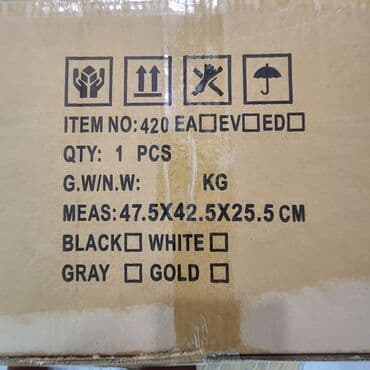 ITEM NO: 420 EA☐EV☐ED☐
QTY: 1 PCS
G.W/N.W: KG
MEAS: 47.5X42.5X25.5 CM
BLACK☐ WHITE ☐
GRAY ☐ GOLD ☐